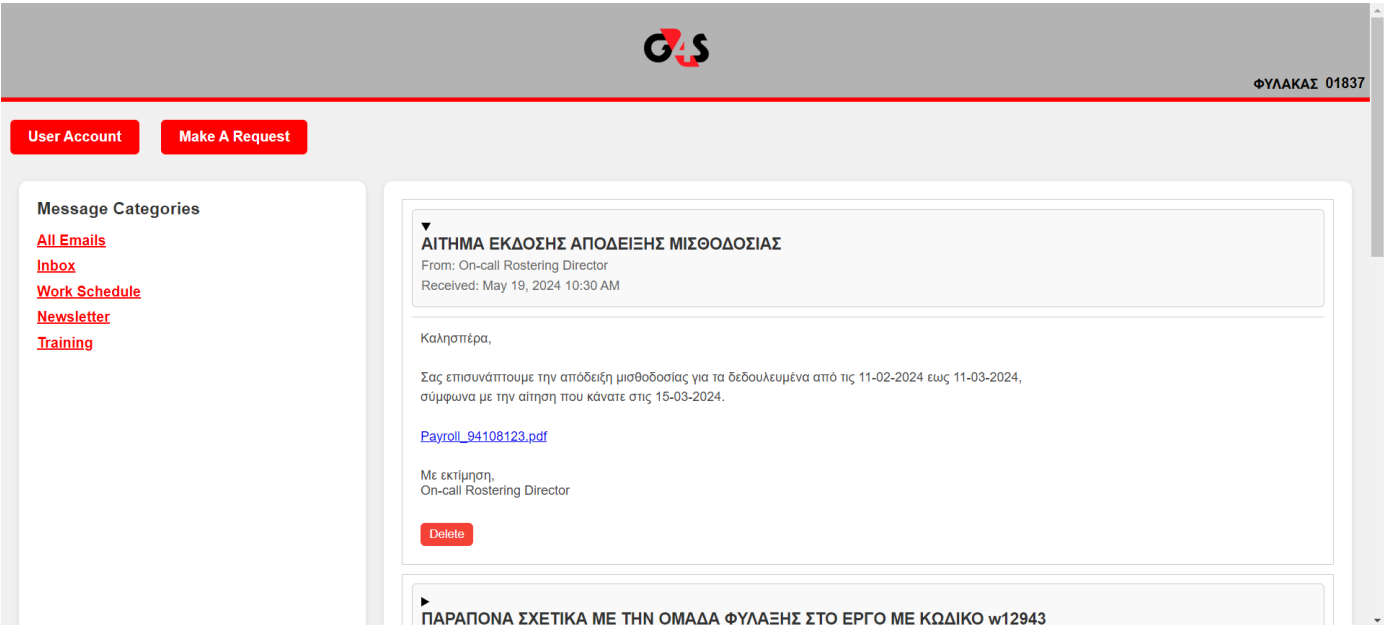 G4S
ΦΥΛΑΚΑΣ 01837
User Account
Make A Request
Message Categories
All Emails
Inbox
Work Schedule
Newsletter
Training
ΑΙΤΗΜΑ ΕΚΔΟΣΗΣ ΑΠΟΔΕΙΞΗΣ ΜΙΣΘΟΔΟΣΙΑΣ
From: On-call Rostering Director
Received: May 19, 2024 10:30 AM
Καλησπέρα,
Σας επισυνάπτουμε την απόδειξη μισθοδοσίας για τα δεδουλευμένα από τις 11-02-2024 εως 11-03-2024,
σύμφωνα με την αίτηση που κάνατε στις 15-03-2024.
Payroll_94108123.pdf
Με εκτίμηση,
On-call Rostering Director
Delete
ΠΑΡΑΠΟΝΑ ΣΧΕΤΙΚΑ ΜΕ ΤΗΝ ΟΜΑΔΑ ΦΥΛΑΞΗΣ ΣΤΟ ΕΡΓΟ ΜΕ ΚΩΔΙΚΟ w12943